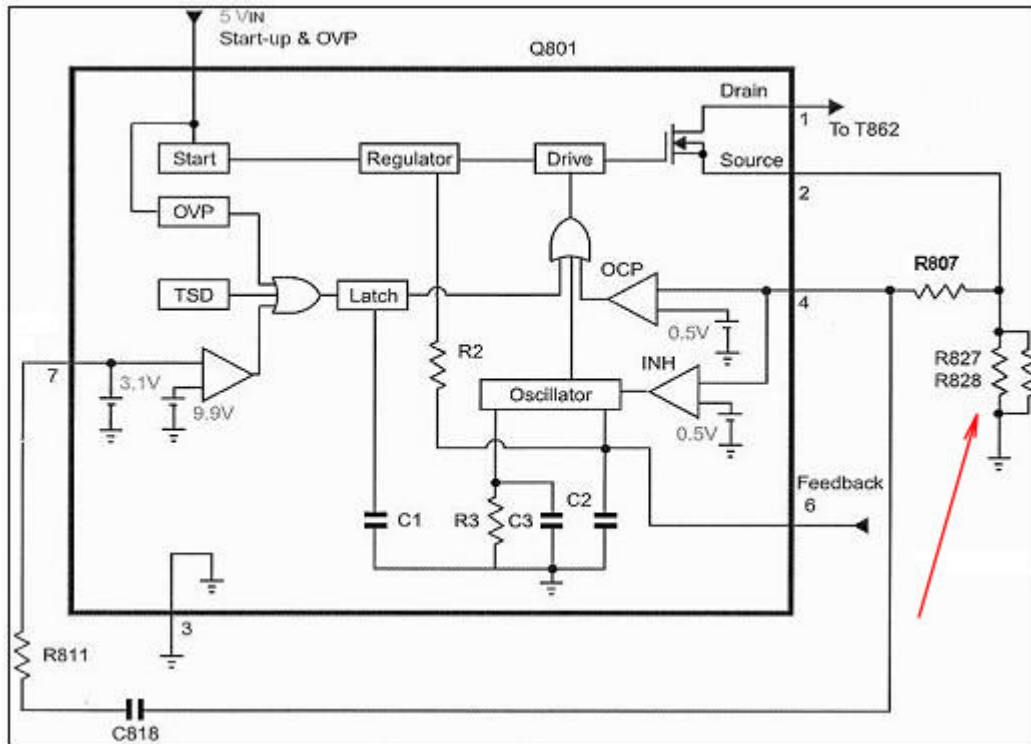 5 VIN
Start-up & OVP
Q801
Drain
1
To T862
Start
Regulator
Drive
Source
2
OVP
OCP
R807
TSD
Latch
4
0.5V
R2
INH
R827
R828
7
3.1V
9.9V
Oscillator
0.5V
Feedback
6
C1
R3
C3
C2
3
R811
C818